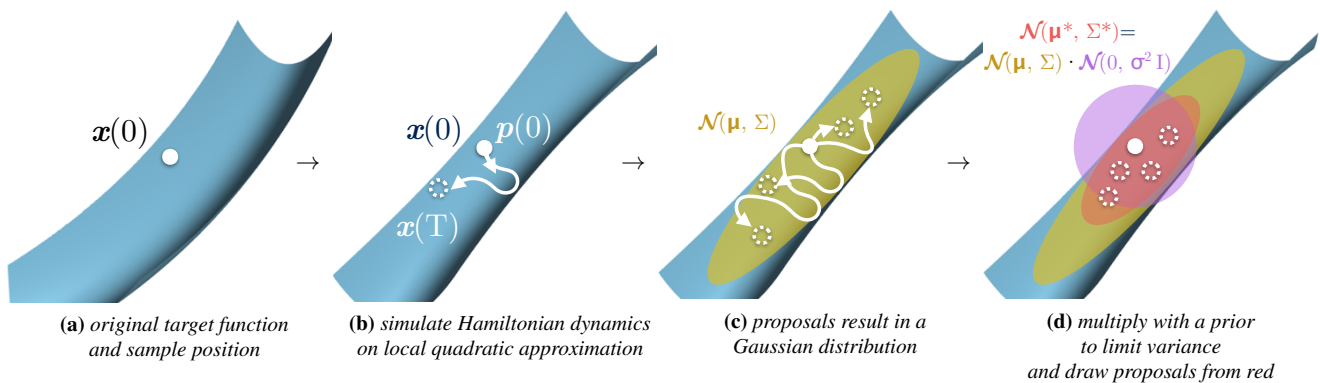 x(0)
→
x(0)
p(0)
x(T)
→
𝒩(μ, Σ)
→
𝒩(μ*, Σ*)=
𝒩(μ, Σ) · 𝒩(0, σ² I)
(a) original target function
and sample position
(b) simulate Hamiltonian dynamics
on local quadratic approximation
(c) proposals result in a
Gaussian distribution
(d) multiply with a prior
to limit variance
and draw proposals from red